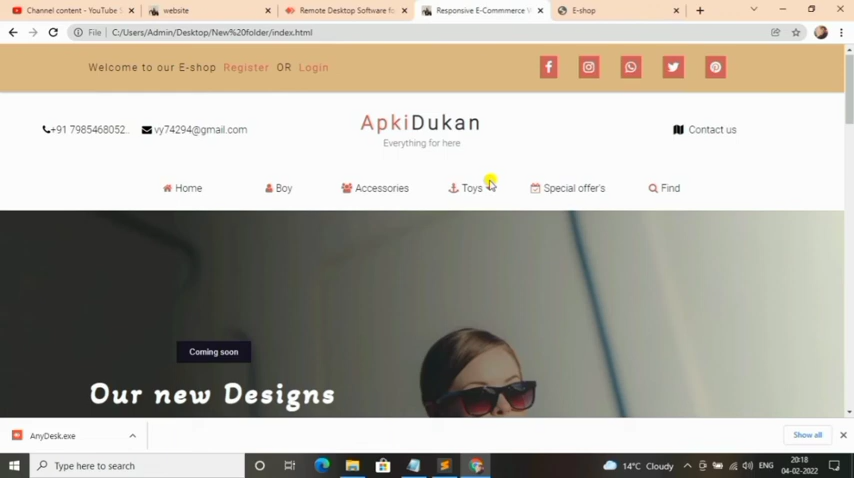 Channel content - YouTube S
website
Remote Desktop Software fo
Responsive E-Commmerce W
E-shop
File
C:/Users/Admin/Desktop/New%20folder/index.html
Welcome to our E-shop Register OR Login
ApkiDukan
+91 7985468052..
vy74294@gmail.com
Contact us
Everything for here
Home
Boy
Accessories
Toys
Special offer's
Find
Coming soon
Our new Designs
AnyDesk.exe
Show all
Type here to search
14°C Cloudy
ENG
20:18
04-02-2022